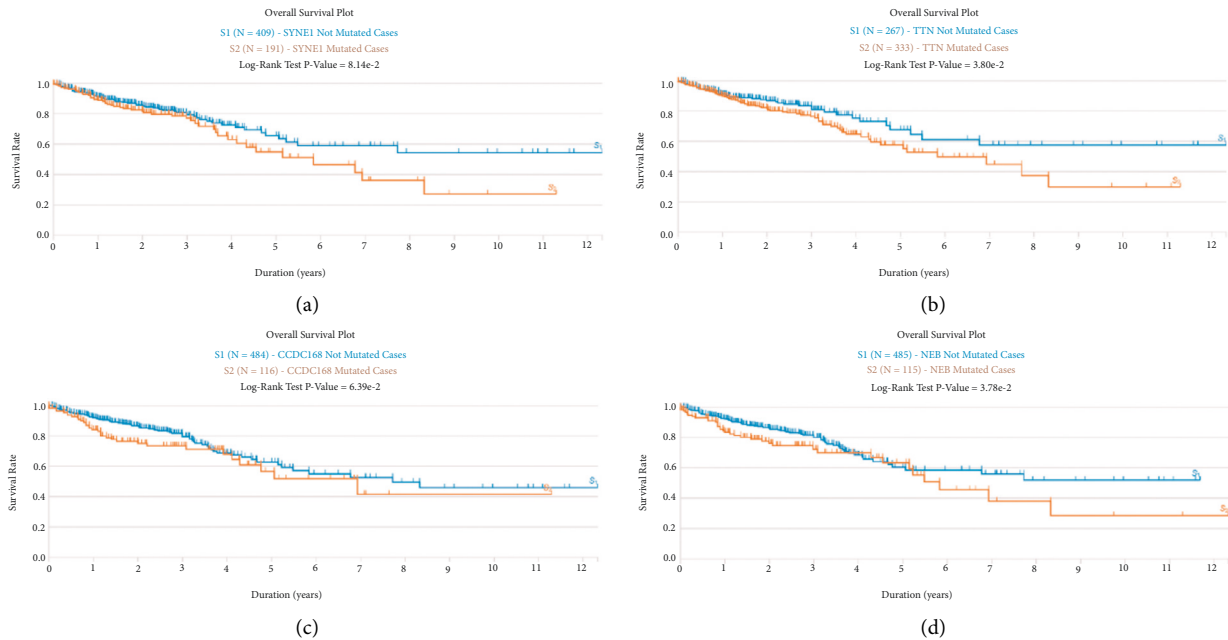 Overall Survival Plot
S1 (N = 409) - SYNE1 Not Mutated Cases
S2 (N = 191) - SYNE1 Mutated Cases
Log-Rank Test P-Value = 8.14e-2
1.0
0.8
0.6
0.4
0.2
0.0
Survival Rate
0 1 2 3 4 5 6 7 8 9 10 11 12
Duration (years)
(a)
Overall Survival Plot
S1 (N = 267) - TTN Not Mutated Cases
S2 (N = 333) - TTN Mutated Cases
Log-Rank Test P-Value = 3.80e-2
1.0
0.8
0.6
0.4
0.2
0.0
Survival Rate
0 1 2 3 4 5 6 7 8 9 10 11 12
Duration (years)
(b)
Overall Survival Plot
S1 (N = 484) - CCDC168 Not Mutated Cases
S2 (N = 116) - CCDC168 Mutated Cases
Log-Rank Test P-Value = 6.39e-2
1.0
0.8
0.6
0.4
0.2
0.0
Survival Rate
0 1 2 3 4 5 6 7 8 9 10 11 12
Duration (years)
(c)
Overall Survival Plot
S1 (N = 485) - NEB Not Mutated Cases
S2 (N = 115) - NEB Mutated Cases
Log-Rank Test P-Value = 3.78e-2
1.0
0.8
0.6
0.4
0.2
0.0
Survival Rate
0 1 2 3 4 5 6 7 8 9 10 11 12
Duration (years)
(d)